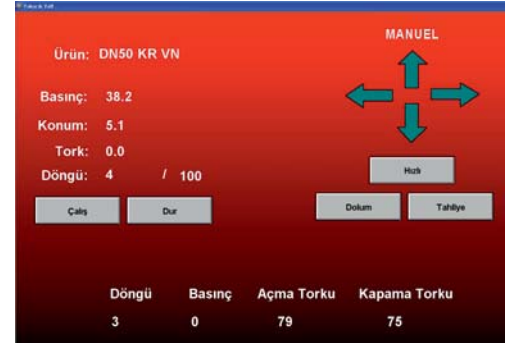 MANUEL
Ürün: DN50 KR VN
Basınç: 38.2
Konum: 5.1
Tork: 0.0
Döngü: 4 / 100
Hızlı
Çalış Dur Dolum Tahliye
Döngü Basınç Açma Torku Kapama Torku
3 0 79 75